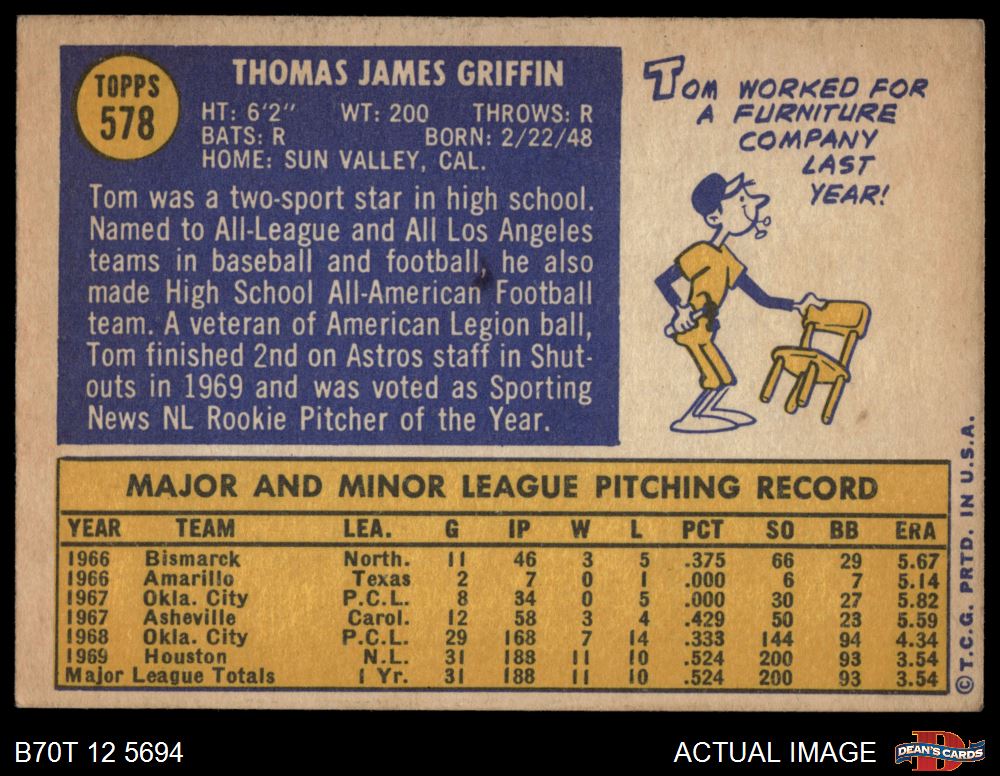 TOPPS
578
THOMAS JAMES GRIFFIN
HT: 6'2" WT: 200 THROWS: R
BATS: R BORN: 2/22/48
HOME: SUN VALLEY, CAL.
Tom was a two-sport star in high school.
Named to All-League and All Los Angeles
teams in baseball and football, he also
made High School All-American Football
team. A veteran of American Legion ball,
Tom finished 2nd on Astros staff in Shut-
outs in 1969 and was voted as Sporting
News NL Rookie Pitcher of the Year.
TOM WORKED FOR
A FURNITURE
COMPANY
LAST
YEAR!
MAJOR AND MINOR LEAGUE PITCHING RECORD
YEAR TEAM LEA. G IP W L PCT SO BB ERA
1966 Bismarck North. 11 46 3 5 .375 66 29 5.67
1966 Amarillo Texas 2 7 0 1 .000 6 7 5.14
1967 Okla. City P.C.L. 8 34 0 5 .000 30 27 5.82
1967 Asheville Carol. 12 58 3 4 .429 50 23 5.59
1968 Okla. City P.C.L. 29 168 7 14 .333 144 94 4.34
1969 Houston N.L. 31 188 11 10 .524 200 93 3.54
Major League Totals 1 Yr. 31 188 11 10 .524 200 93 3.54
© T.C.G. PRTD. IN U.S.A.
B70T 12 5694
ACTUAL IMAGE
D
DEAN'S CARDS